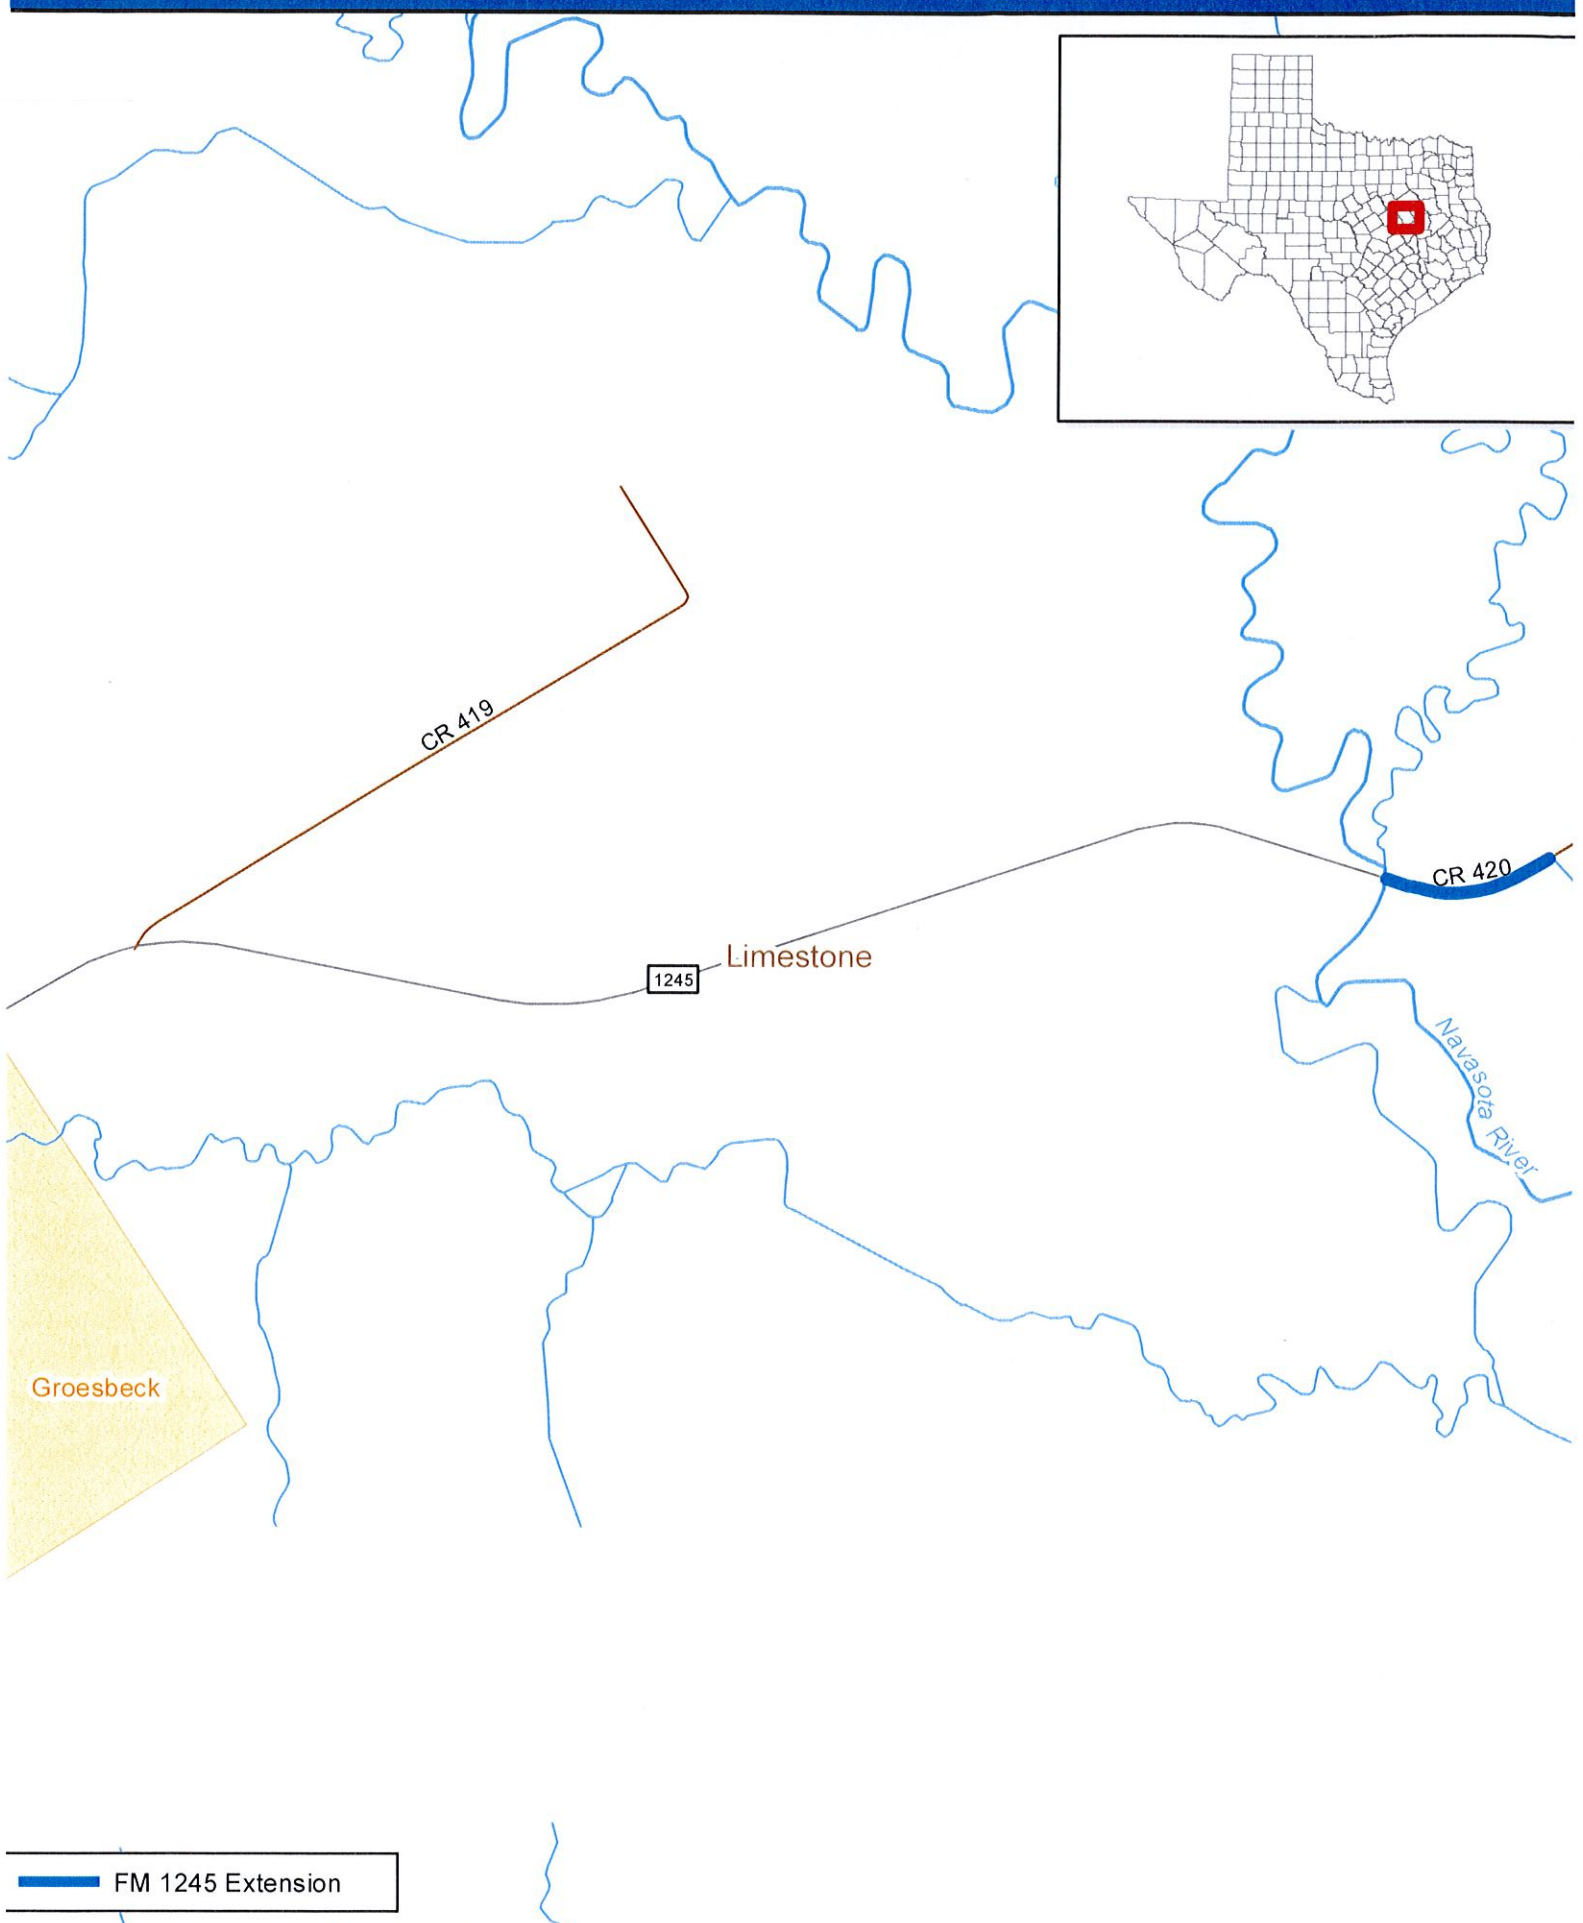 CR 419
CR 420
Limestone
1245
Navasota River
Groesbeck
FM 1245 Extension